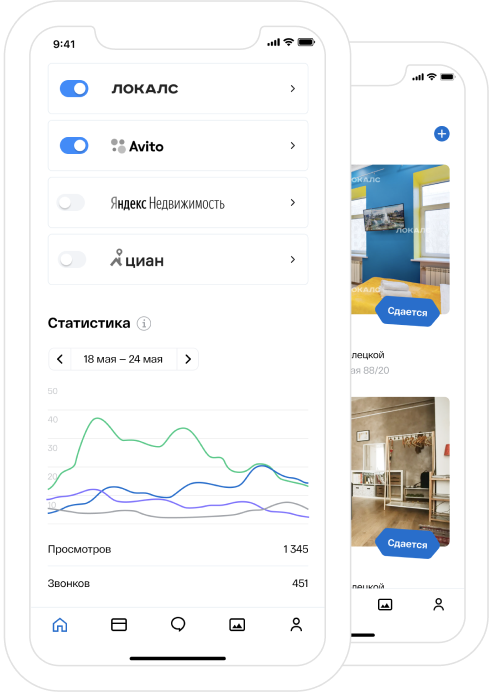 9:41
ЛОКАЛС
Avito
Яндекс Недвижимость
циан
Статистика
18 мая – 24 мая
50
40
30
20
10
Просмотров 1 345
Звонков 451
ЛОКАЛС
ЛОКАЛС
ЛОКАЛС
Сдается
лецкой
ая 88/20
Сдается
лецкой